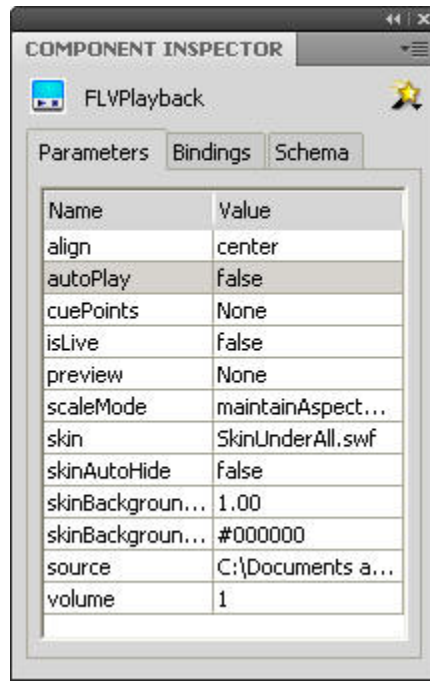 COMPONENT INSPECTOR
FLVPlayback
Parameters Bindings Schema
Name Value
align center
autoPlay false
cuePoints None
isLive false
preview None
scaleMode maintainAspect...
skin SkinUnderAll.swf
skinAutoHide false
skinBackgroun... 1.00
skinBackgroun... #000000
source C:\Documents a...
volume 1